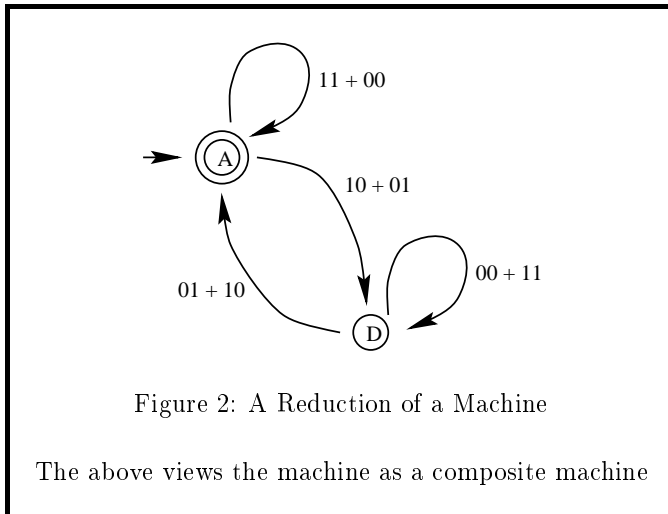 11 + 00
A
10 + 01
00 + 11
01 + 10
D
Figure 2: A Reduction of a Machine
The above views the machine as a composite machine